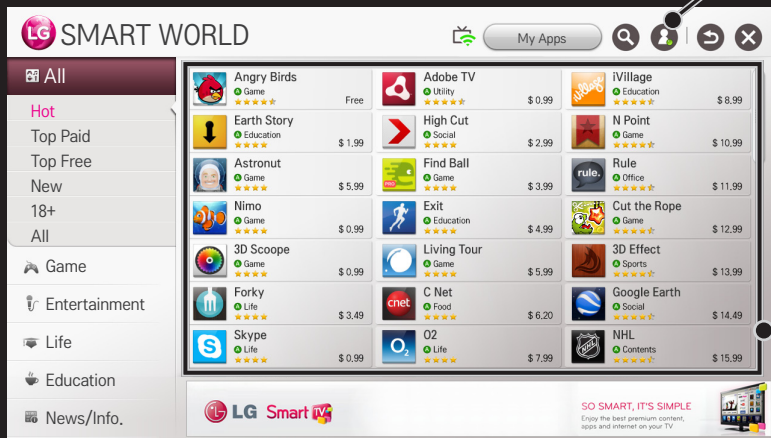 LG SMART WORLD
My Apps
All
Hot
Top Paid
Top Free
New
18+
All
Game
Entertainment
Life
Education
News/Info.
Angry Birds
Game
Free
Adobe TV
Utility
$ 0.99
iVillage
Education
$ 8.99
Earth Story
Education
$ 1.99
High Cut
Social
$ 2.99
N Point
Game
$ 10.99
Astronut
Game
$ 5.99
Find Ball
Game
$ 3.99
PRO
Rule
Office
$ 11.99
rule.
Nimo
Game
$ 0.99
Exit
Education
$ 4.99
Cut the Rope
Game
$ 12.99
3D Scoope
Game
$ 0.99
Living Tour
Game
$ 5.99
3D Effect
Sports
$ 13.99
Forky
Life
$ 3.49
C Net
Food
$ 6.20
cnet
Google Earth
Social
$ 14.49
Skype
Life
$ 0.99
O2
Life
$ 7.99
NHL
Contents
$ 15.99
LG Smart TV
SO SMART, IT'S SIMPLE
Enjoy the best premium content,
apps and internet on your TV